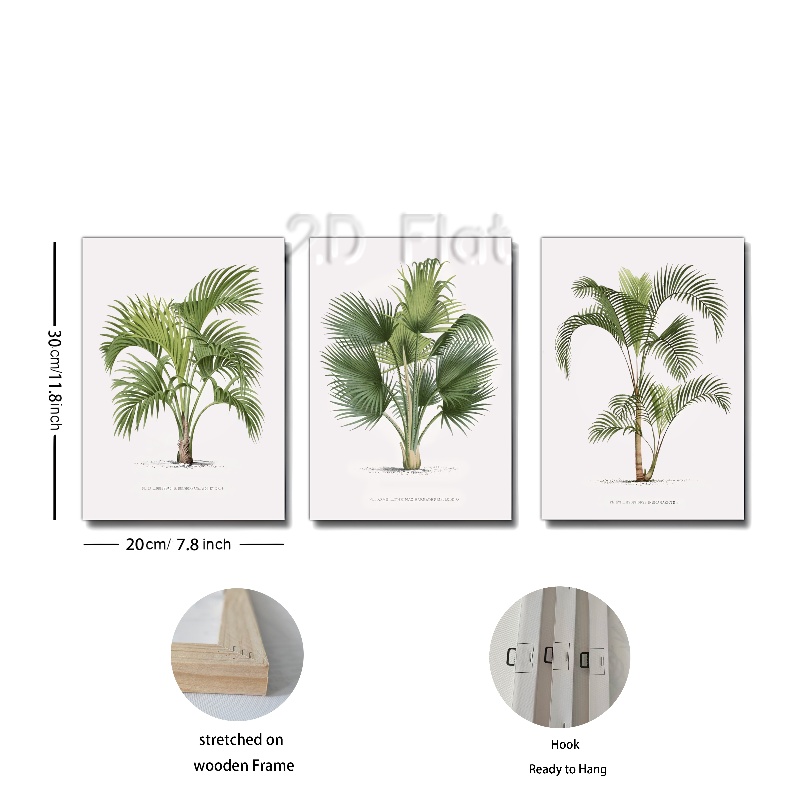 2D Flat
30cm/11.8inch
20cm/ 7.8 inch
stretched on
wooden Frame
Hook
Ready to Hang